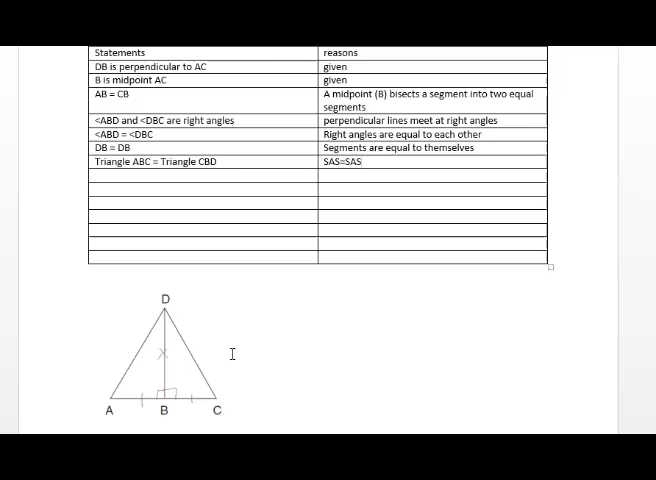 Statements reasons
DB is perpendicular to AC given
B is midpoint AC given
AB = CB A midpoint (B) bisects a segment into two equal
segments
<ABD and <DBC are right angles perpendicular lines meet at right angles
<ABD = <DBC Right angles are equal to each other
DB = DB Segments are equal to themselves
Triangle ABC = Triangle CBD SAS=SAS
D
A B C